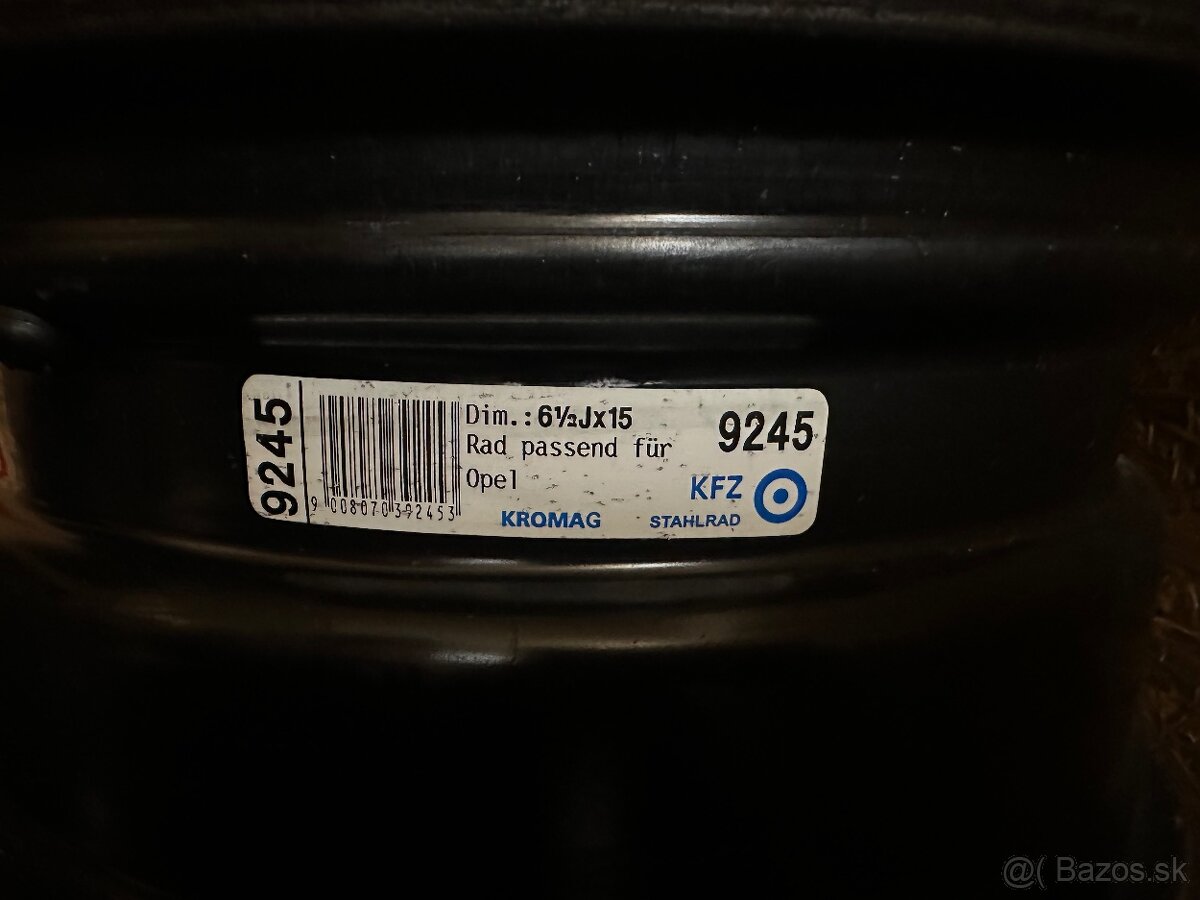 9245
9 008070 392453
Dim.: 6½Jx15
Rad passend für
Opel
KROMAG
9245
KFZ
STAHLRAD
@( Bazos.sk